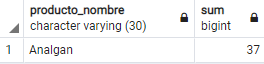 producto_nombre sum
character varying (30) bigint
1 Analgan 37